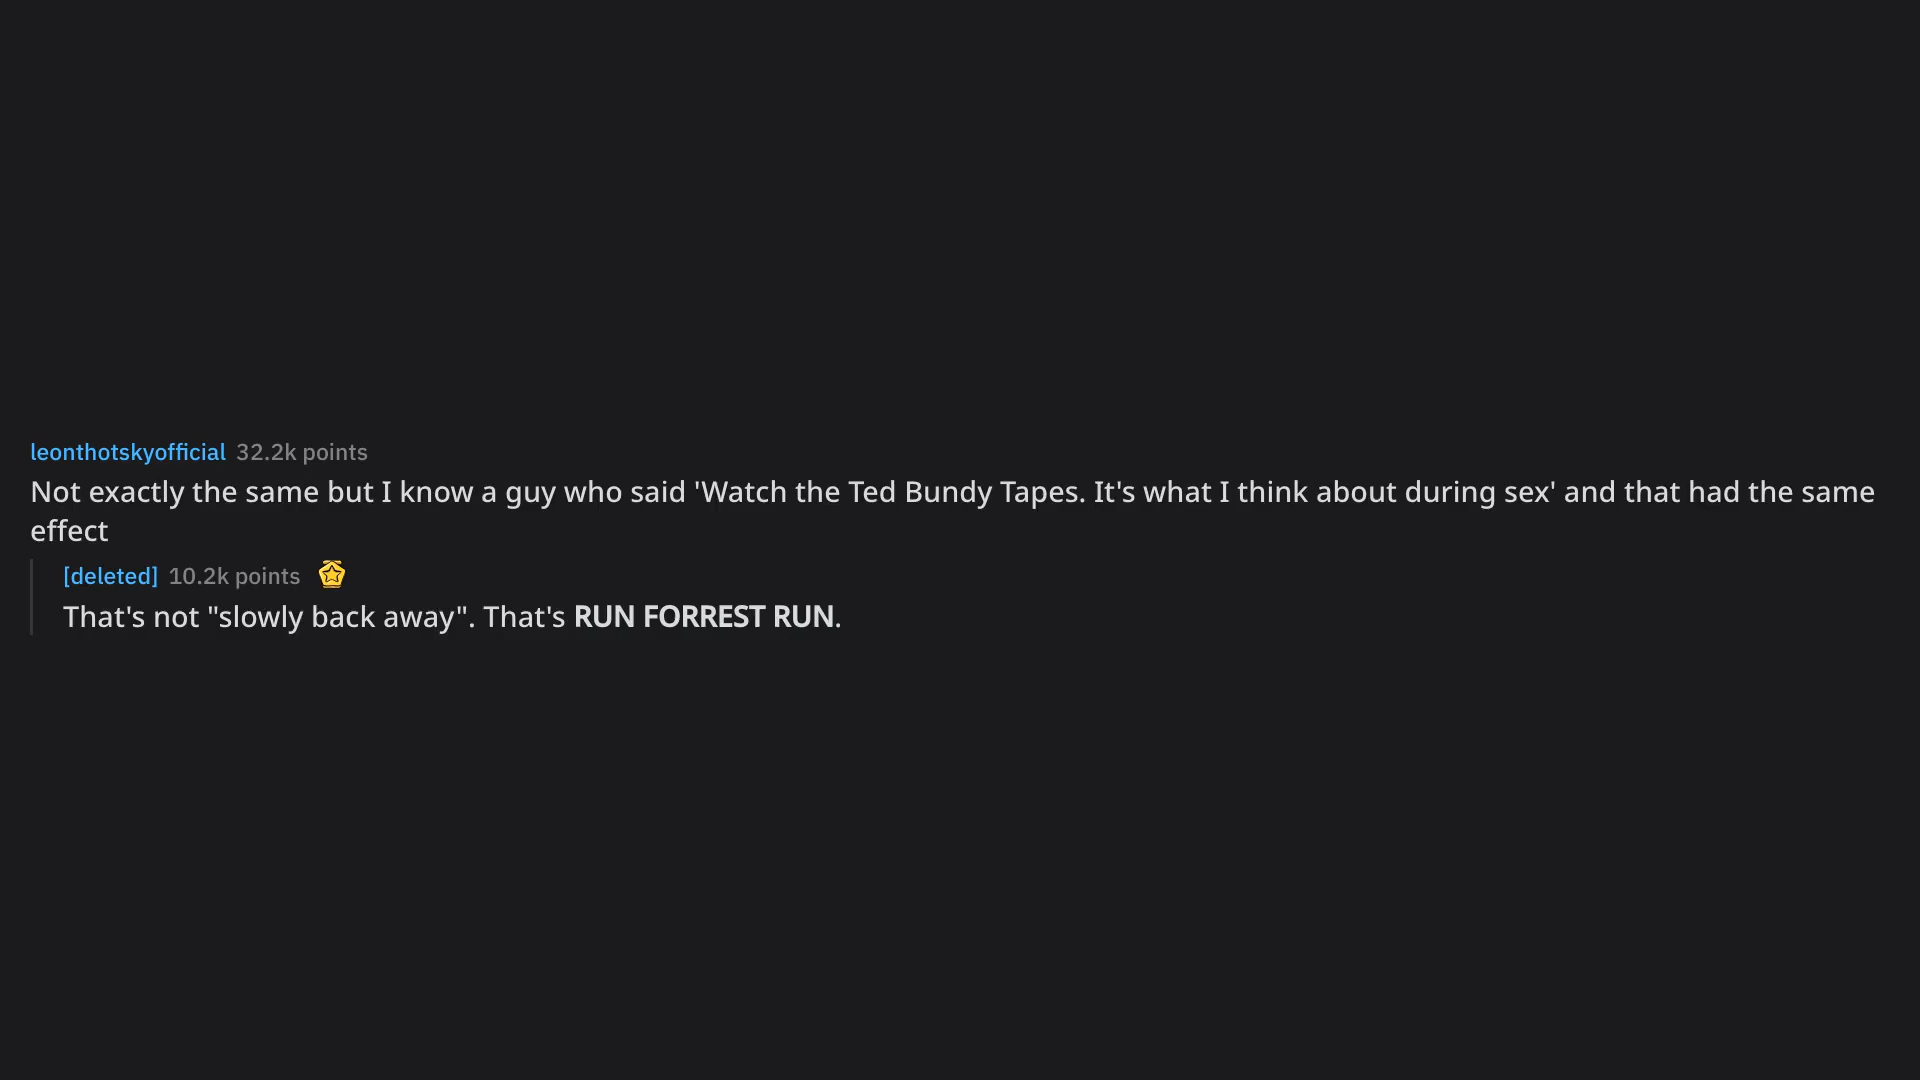 leonthotskyofficial 32.2k points
Not exactly the same but I know a guy who said 'Watch the Ted Bundy Tapes. It's what I think about during sex' and that had the same
effect
[deleted] 10.2k points
That's not "slowly back away". That's RUN FORREST RUN.